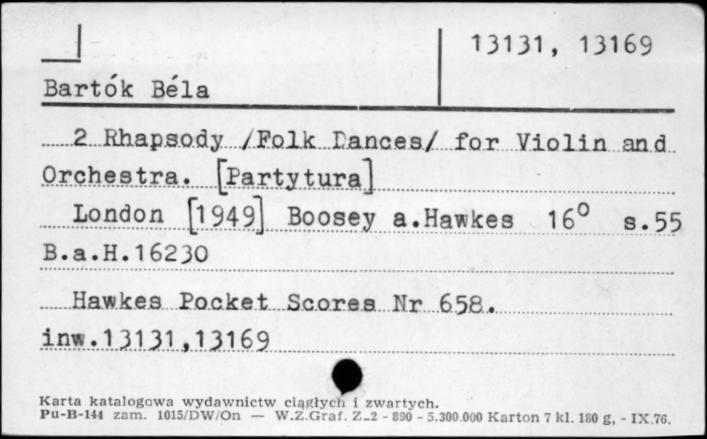 13131, 13169
Bartók Béla
2 Rhapsody /Folk Dances/ for Violin and
Orchestra. [Partytura]
London [1949] Boosey a.Hawkes 16° s.55
B.a.H.16230
Hawkes Pocket Scores Nr 658.
inw.13131,13169
Karta katalogowa wydawnictw ciągłych i zwartych.
Pu-B-144 zam. 1015/DW/On — W.Z.Graf. Z.2 - 890 - 5.300.000 Karton 7 kl. 180 g, - IX.76.